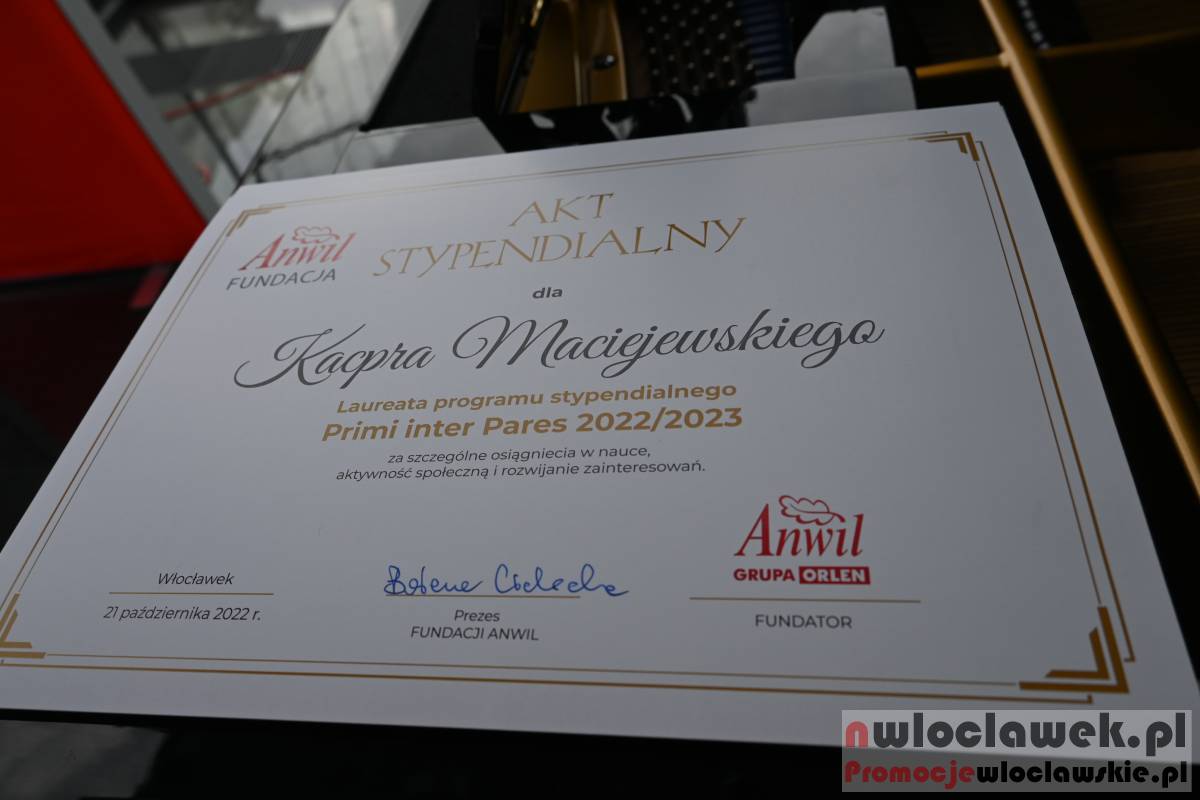 Anwil
FUNDACJA
AKT
STYPENDIALNY
dla
Kacpra Maciejewskiego
Laureata programu stypendialnego
Primi inter Pares 2022/2023
za szczególne osiągniecia w nauce,
aktywność społeczną i rozwijanie zainteresowań.
Włocławek
21 października 2022 r.
Prezes
FUNDACJI ANWIL
Anwil
GRUPA ORLEN
FUNDATOR
nwloclawek.pl
Promocjewloclawskie.pl